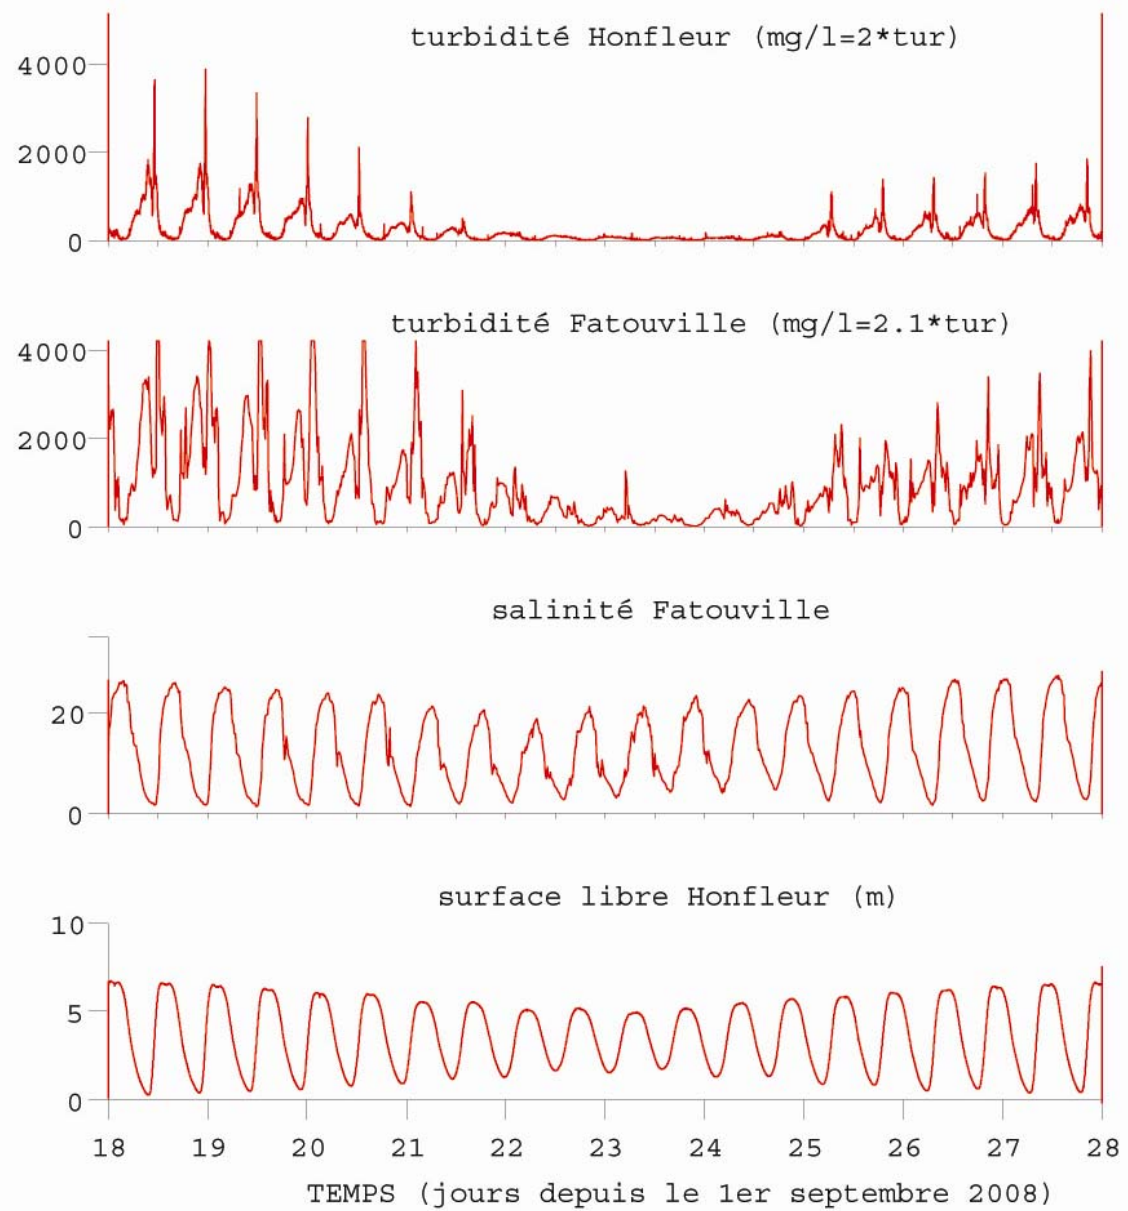 turbidité Honfleur (mg/l=2*tur)
4000
2000
0
turbidité Fatouville (mg/l=2.1*tur)
4000
2000
0
salinité Fatouville
20
0
surface libre Honfleur (m)
10
5
0
18 19 20 21 22 23 24 25 26 27 28
TEMPS (jours depuis le 1er septembre 2008)